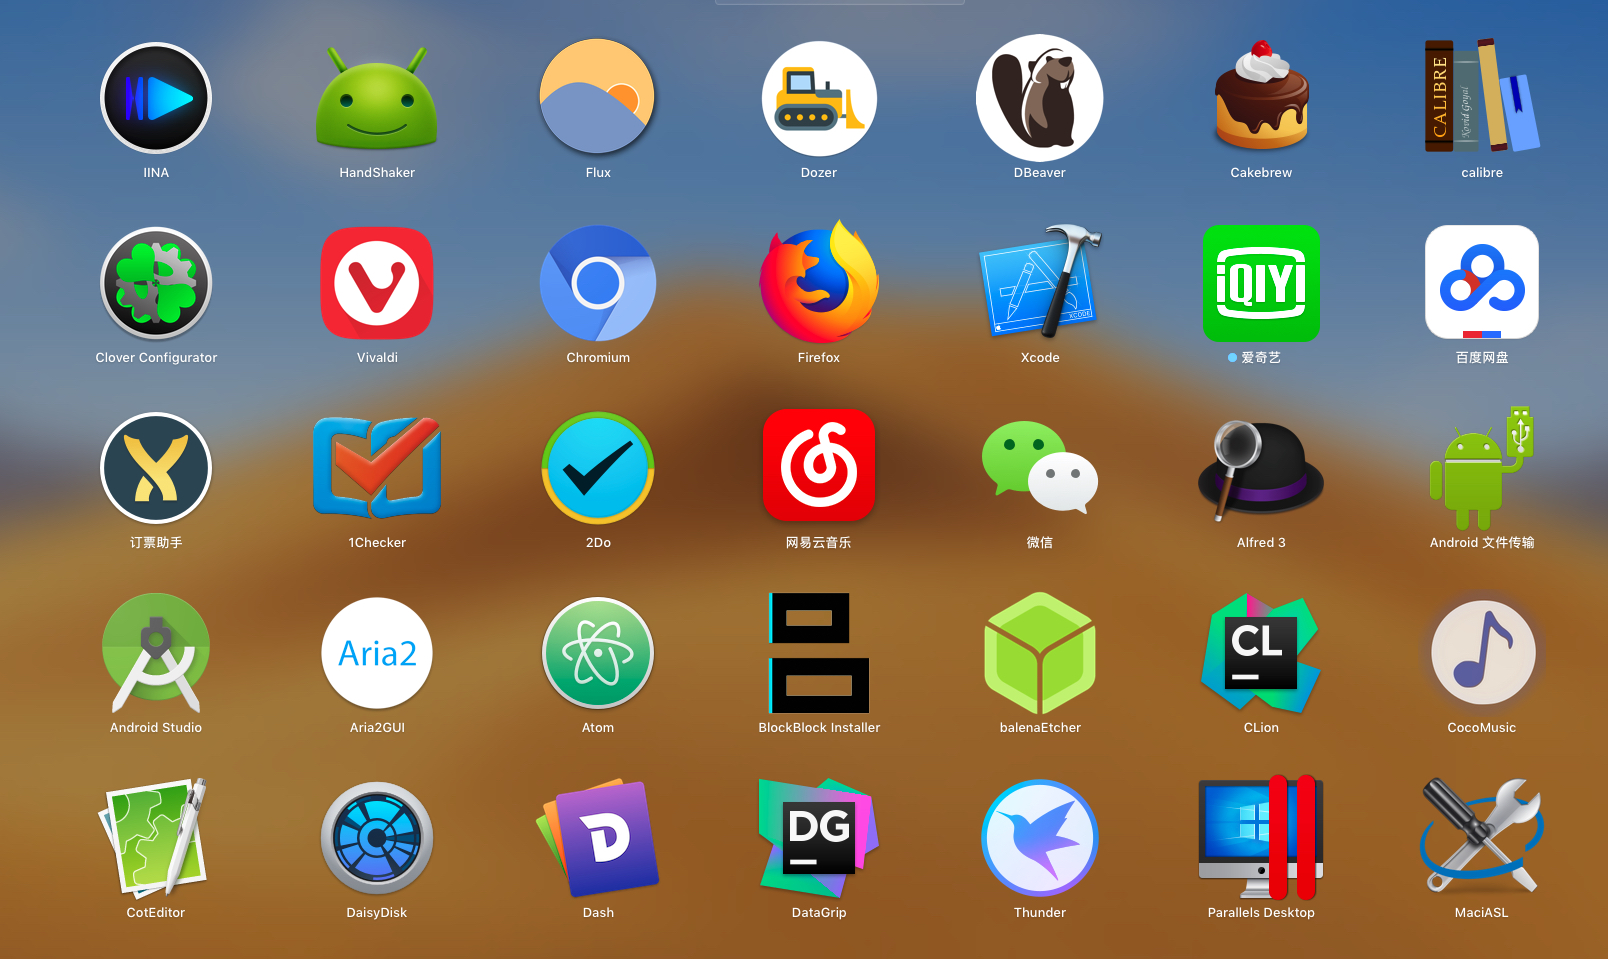 CALIBRE
Kovid Goyal
IINA
HandShaker
Flux
Dozer
DBeaver
Cakebrew
calibre
XCODE
iQIYI
Clover Configurator
Vivaldi
Chromium
Firefox
Xcode
爱奇艺
百度网盘
订票助手
1Checker
2Do
网易云音乐
微信
Alfred 3
Android 文件传输
Aria2
CL
Android Studio
Aria2GUI
Atom
BlockBlock Installer
balenaEtcher
CLion
CocoMusic
D
DG
CotEditor
DaisyDisk
Dash
DataGrip
Thunder
Parallels Desktop
MaciASL